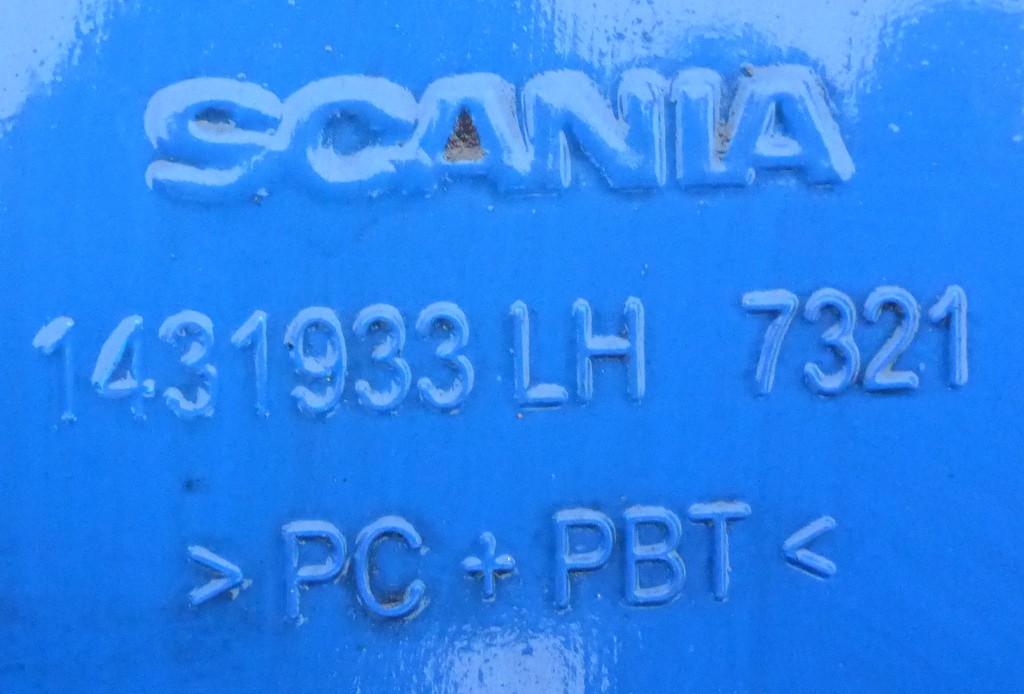 SCANIA
1431933 LH 7321
> PC + PBT <